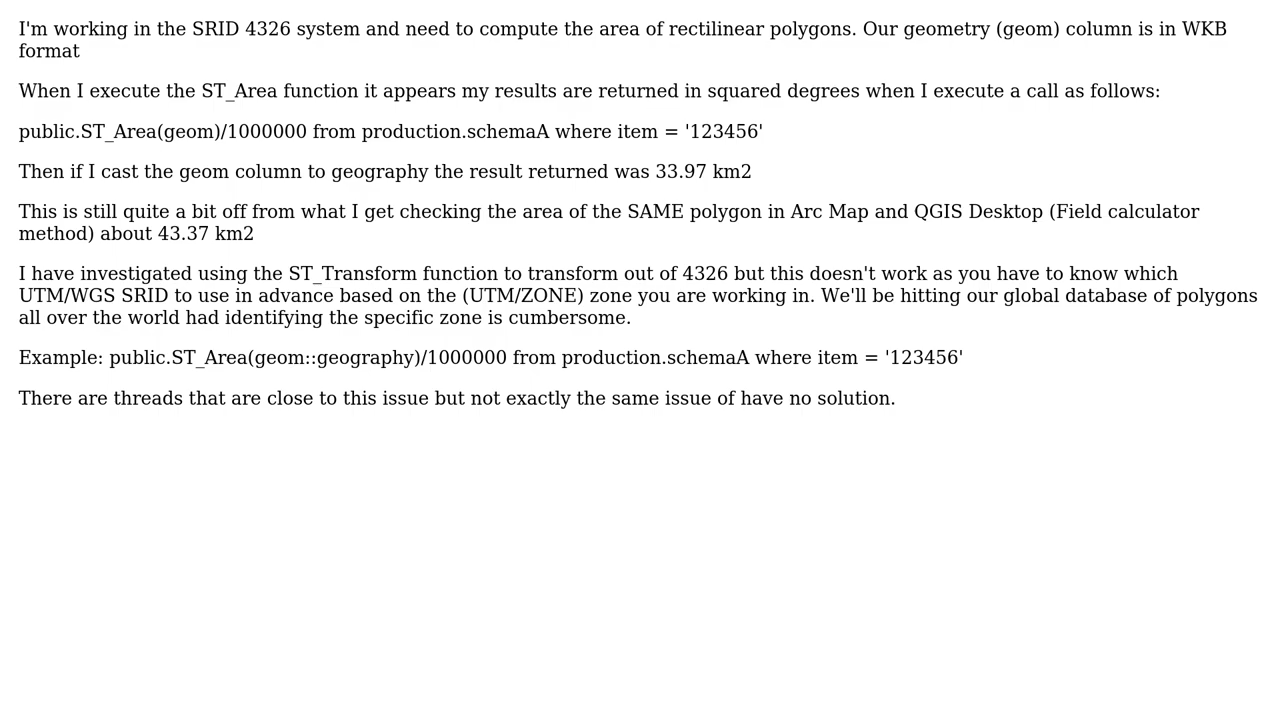 I'm working in the SRID 4326 system and need to compute the area of rectilinear polygons. Our geometry (geom) column is in WKB
format
When I execute the ST_Area function it appears my results are returned in squared degrees when I execute a call as follows:
public.ST_Area(geom)/1000000 from production.schemaA where item = '123456'
Then if I cast the geom column to geography the result returned was 33.97 km2
This is still quite a bit off from what I get checking the area of the SAME polygon in Arc Map and QGIS Desktop (Field calculator
method) about 43.37 km2
I have investigated using the ST_Transform function to transform out of 4326 but this doesn't work as you have to know which
UTM/WGS SRID to use in advance based on the (UTM/ZONE) zone you are working in. We'll be hitting our global database of polygons
all over the world had identifying the specific zone is cumbersome.
Example: public.ST_Area(geom::geography)/1000000 from production.schemaA where item = '123456'
There are threads that are close to this issue but not exactly the same issue of have no solution.